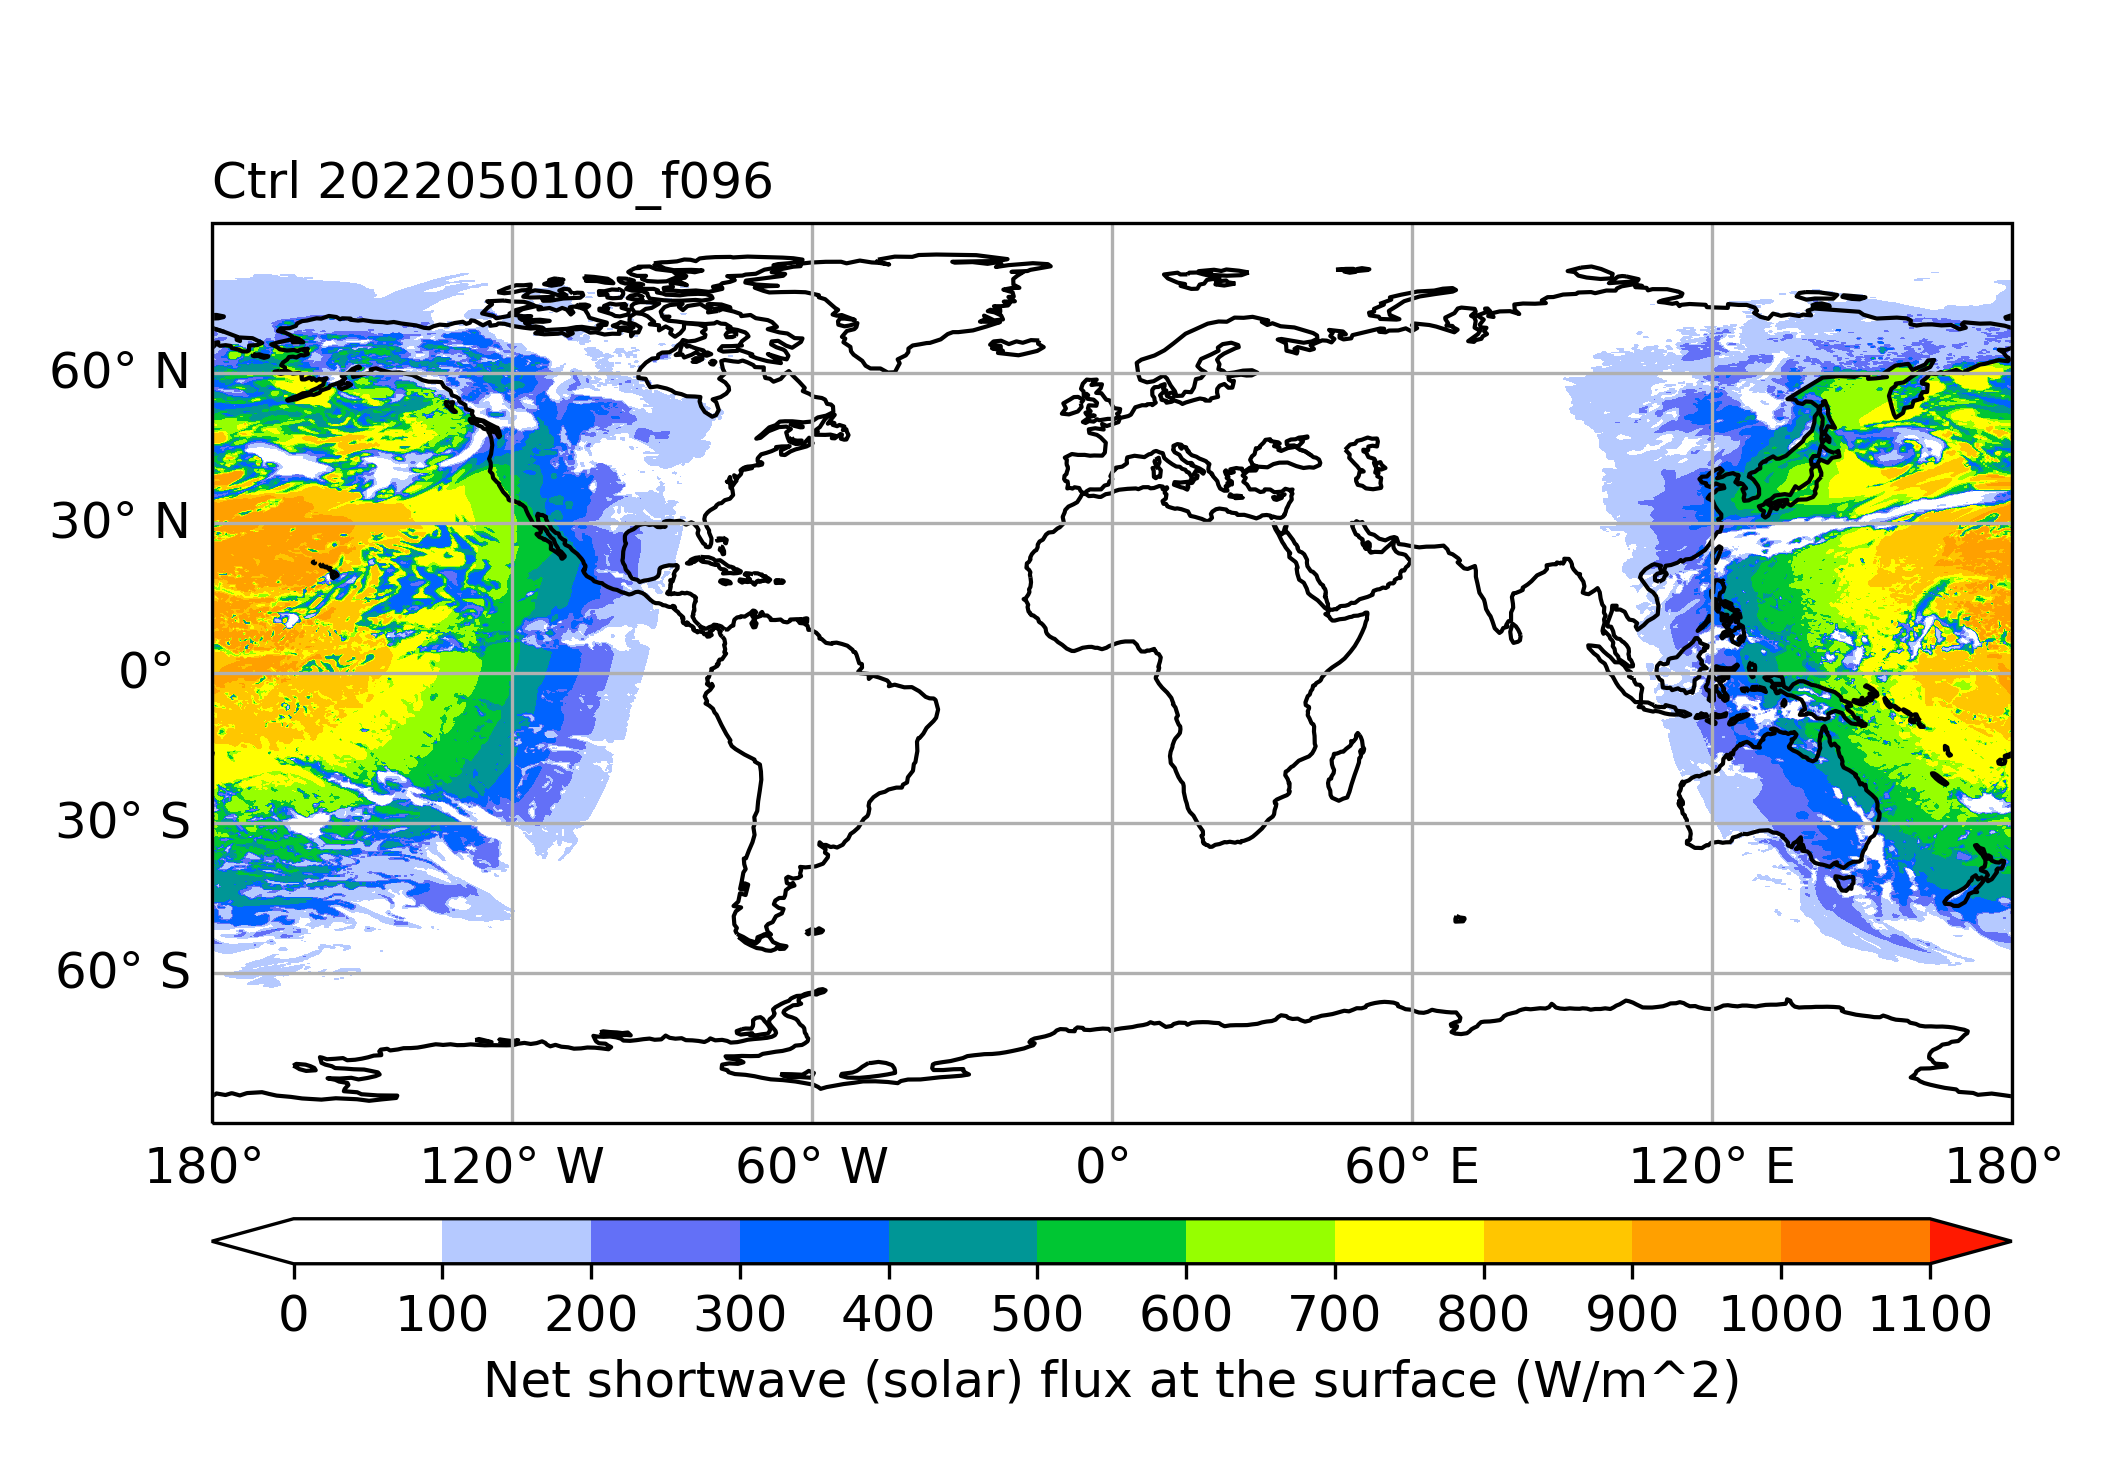 Ctrl 2022050100_f096
60° N
30° N
0°
30° S
60° S
180° 120° W 60° W 0° 60° E 120° E 180°
0 100 200 300 400 500 600 700 800 900 1000 1100
Net shortwave (solar) flux at the surface (W/m^2)